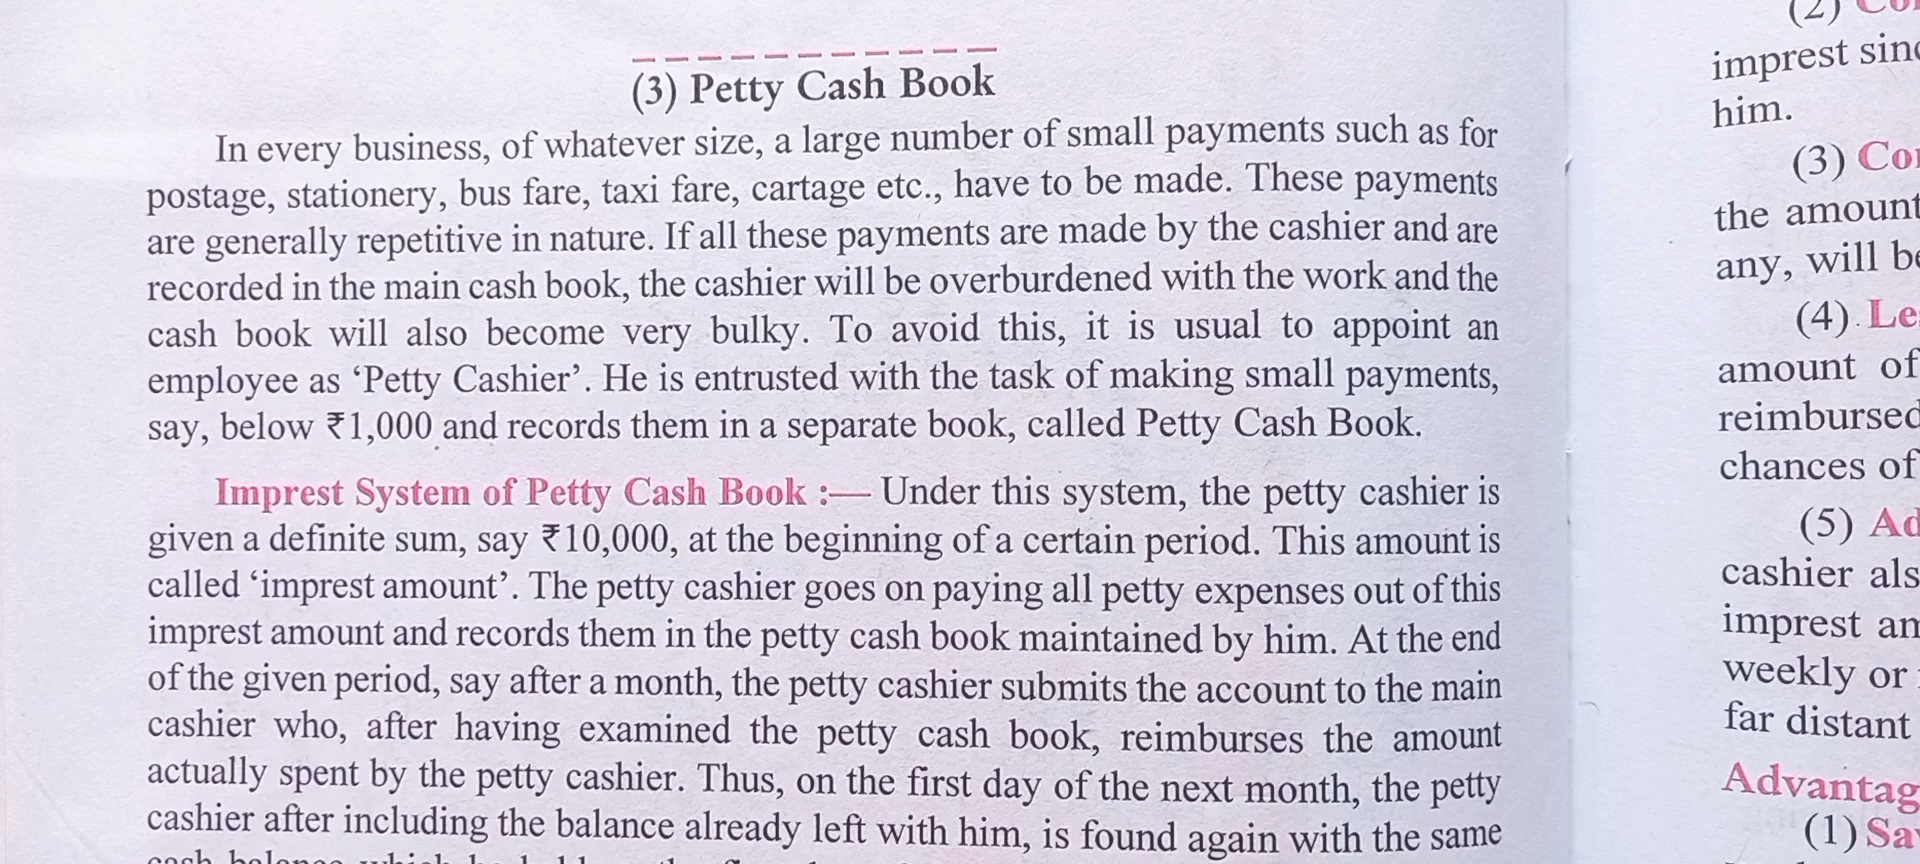 (3) Petty Cash Book
In every business, of whatever size, a large number of small payments such as for
postage, stationery, bus fare, taxi fare, cartage etc., have to be made. These payments
are generally repetitive in nature. If all these payments are made by the cashier and are
recorded in the main cash book, the cashier will be overburdened with the work and the
cash book will also become very bulky. To avoid this, it is usual to appoint an
employee as ‘Petty Cashier’. He is entrusted with the task of making small payments,
say, below ₹1,000 and records them in a separate book, called Petty Cash Book.
Imprest System of Petty Cash Book :— Under this system, the petty cashier is
given a definite sum, say ₹10,000, at the beginning of a certain period. This amount is
called ‘imprest amount’. The petty cashier goes on paying all petty expenses out of this
imprest amount and records them in the petty cash book maintained by him. At the end
of the given period, say after a month, the petty cashier submits the account to the main
cashier who, after having examined the petty cash book, reimburses the amount
actually spent by the petty cashier. Thus, on the first day of the next month, the petty
cashier after including the balance already left with him, is found again with the same
(2)
imprest
him.
(3)
the amount
any, will
(4)
amount of
reimbursed
chances of
(5)
cashier
imprest
weekly or
far distant
(1)